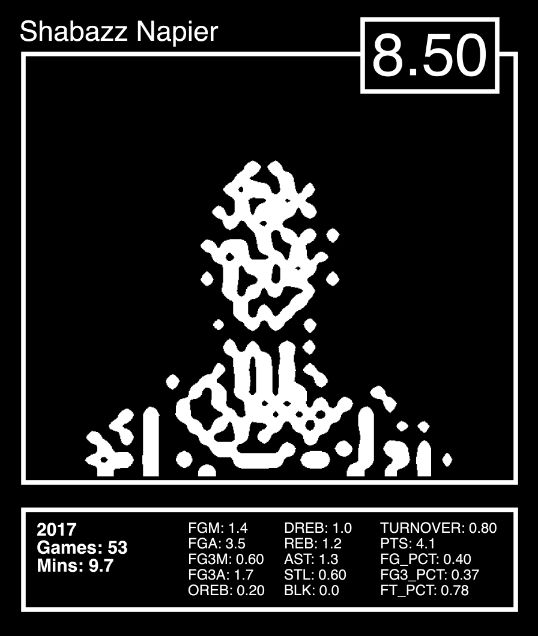 Shabazz Napier
8.50
2017
Games: 53
Mins: 9.7
FGM: 1.4
FGA: 3.5
FG3M: 0.60
FG3A: 1.7
OREB: 0.20
DREB: 1.0
REB: 1.2
AST: 1.3
STL: 0.60
BLK: 0.0
TURNOVER: 0.80
PTS: 4.1
FG_PCT: 0.40
FG3_PCT: 0.37
FT_PCT: 0.78